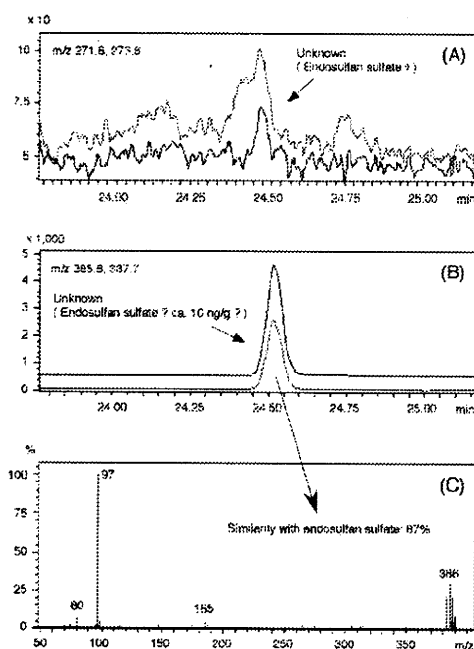 x 10
m/z 271.8, 273.8
(A)
10
7.5
5
Unknown
( Endosulfan sulfate ? )
24.00 24.25 24.50 24.75 25.00 min
x 1,000
m/z 385.8, 387.7
(B)
5
4
3
2
1
0
Unknown
( Endosulfan sulfate ? ca. 10 ng/g ? )
24.00 24.25 24.50 24.75 25.00 min
%
(C)
100
75
50
25
0
97
Similarity with endosulfan sulfate: 87%
80
165
386
50 100 150 200 250 300 350 m/z